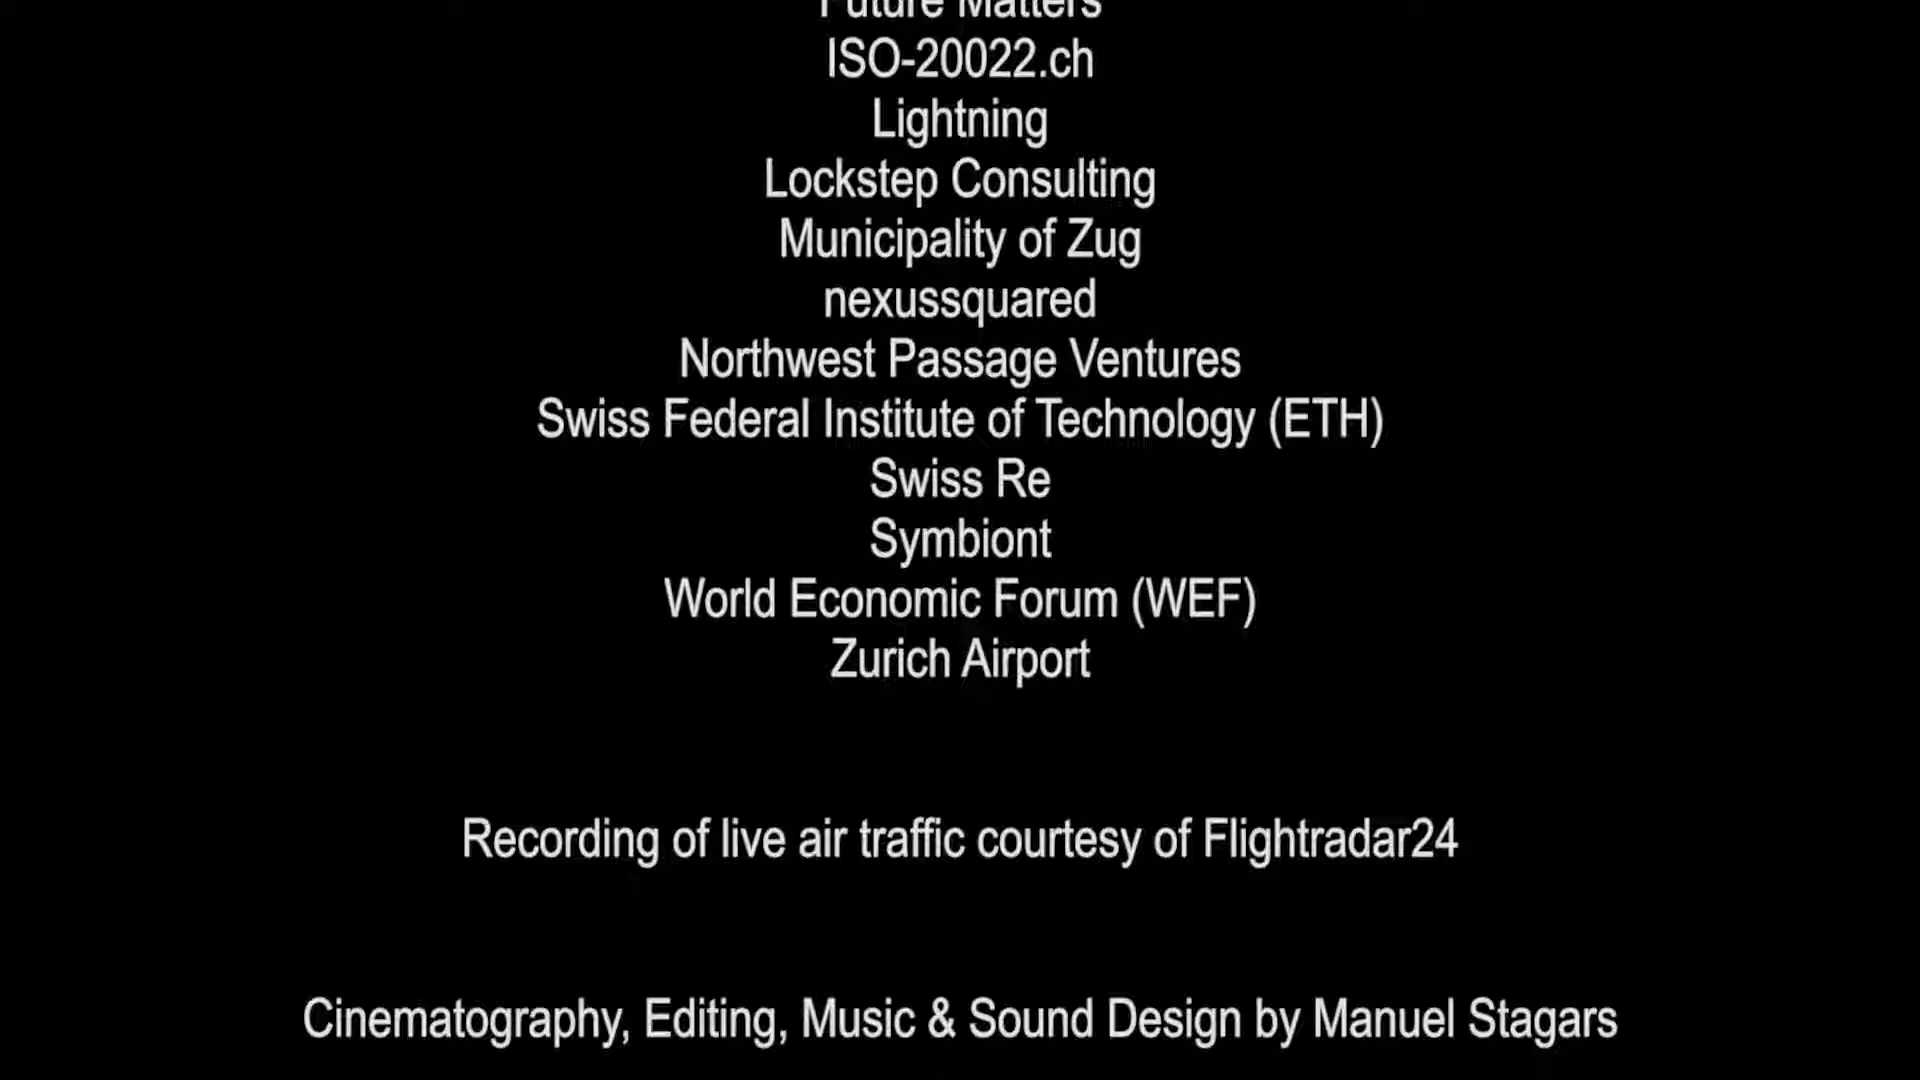 Future Matters
ISO-20022.ch
Lightning
Lockstep Consulting
Municipality of Zug
nexussquared
Northwest Passage Ventures
Swiss Federal Institute of Technology (ETH)
Swiss Re
Symbiont
World Economic Forum (WEF)
Zurich Airport
Recording of live air traffic courtesy of Flightradar24
Cinematography, Editing, Music & Sound Design by Manuel Stagars